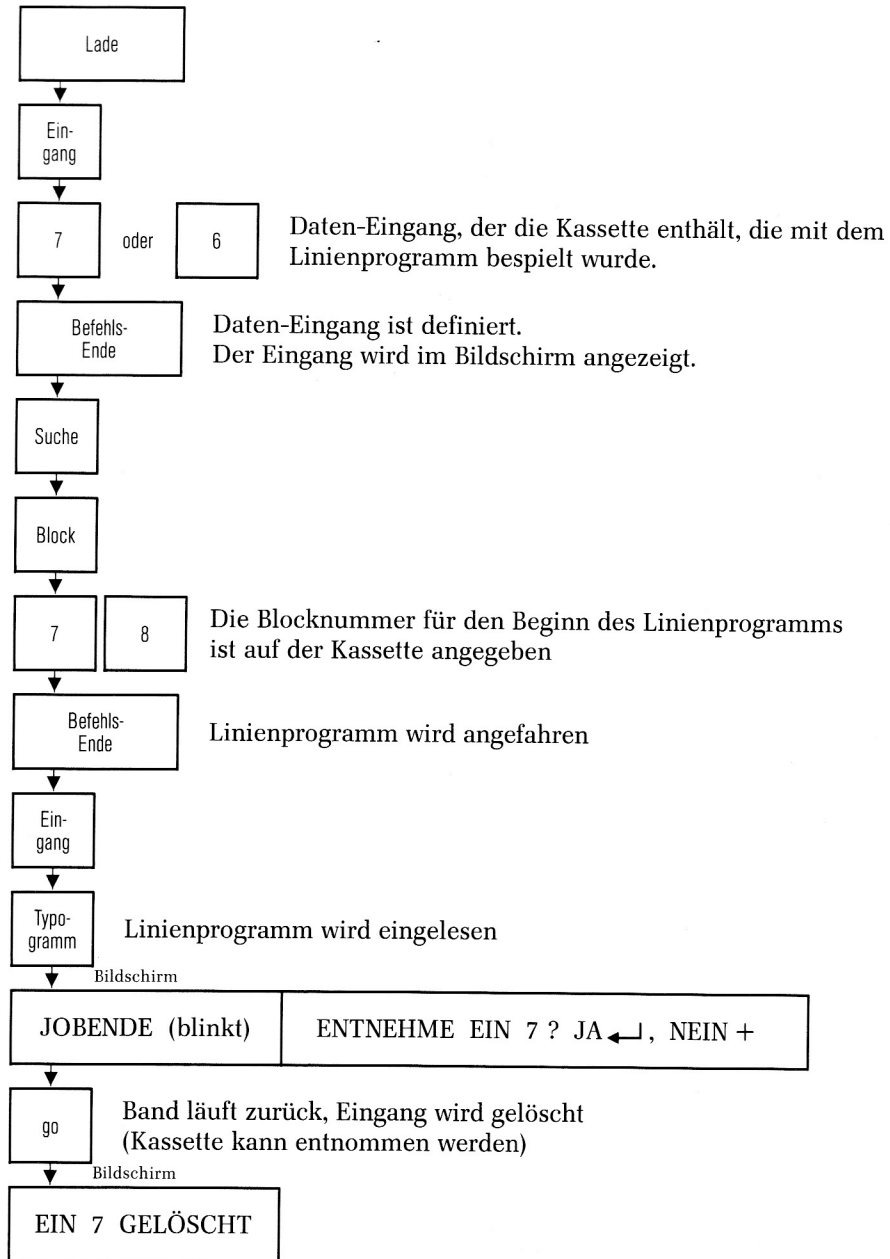 Lade
Ein-
gang
7 oder 6
Daten-Eingang, der die Kassette enthält, die mit dem
Linienprogramm bespielt wurde.
Befehls-
Ende
Daten-Eingang ist definiert.
Der Eingang wird im Bildschirm angezeigt.
Suche
Block
7 8
Die Blocknummer für den Beginn des Linienprogramms
ist auf der Kassette angegeben
Befehls-
Ende
Linienprogramm wird angefahren
Ein-
gang
Typo-
gramm
Linienprogramm wird eingelesen
Bildschirm
JOBENDE (blinkt) ENTNEHME EIN 7 ? JA ↵, NEIN +
go
Band läuft zurück, Eingang wird gelöscht
(Kassette kann entnommen werden)
Bildschirm
EIN 7 GELÖSCHT